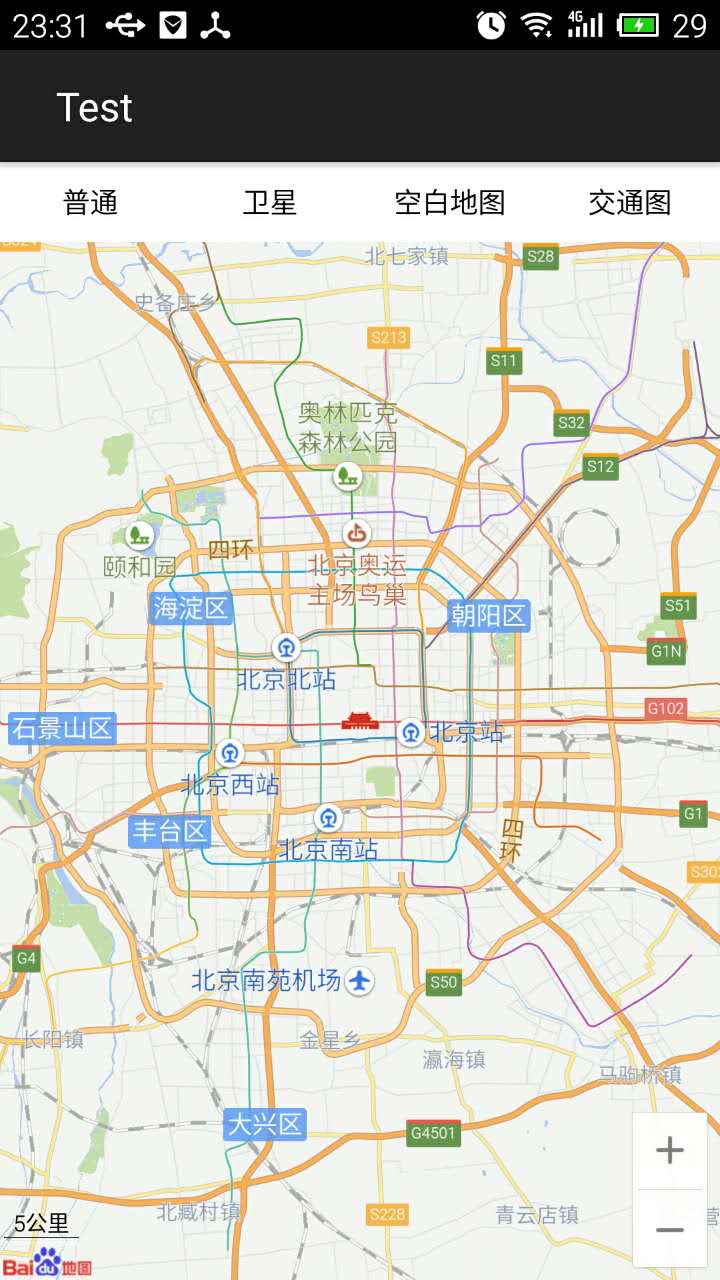 23:31
4G
29
Test
普通 卫星 空白地图 交通图
北七家镇
S28
史各庄乡
S213
S11
奥林匹克
森林公园
S32
S12
颐和园
四环
北京奥运
主场鸟巢
海淀区
朝阳区
S51
G1N
北京北站
G102
石景山区
北京站
北京西站
G1
丰台区
四环
北京南站
G4
北京南苑机场
S50
长阳镇
金星乡
瀛海镇
马驹桥镇
大兴区
G4501
+
北臧村镇
S228
青云店镇
5公里
−
Baidu地图